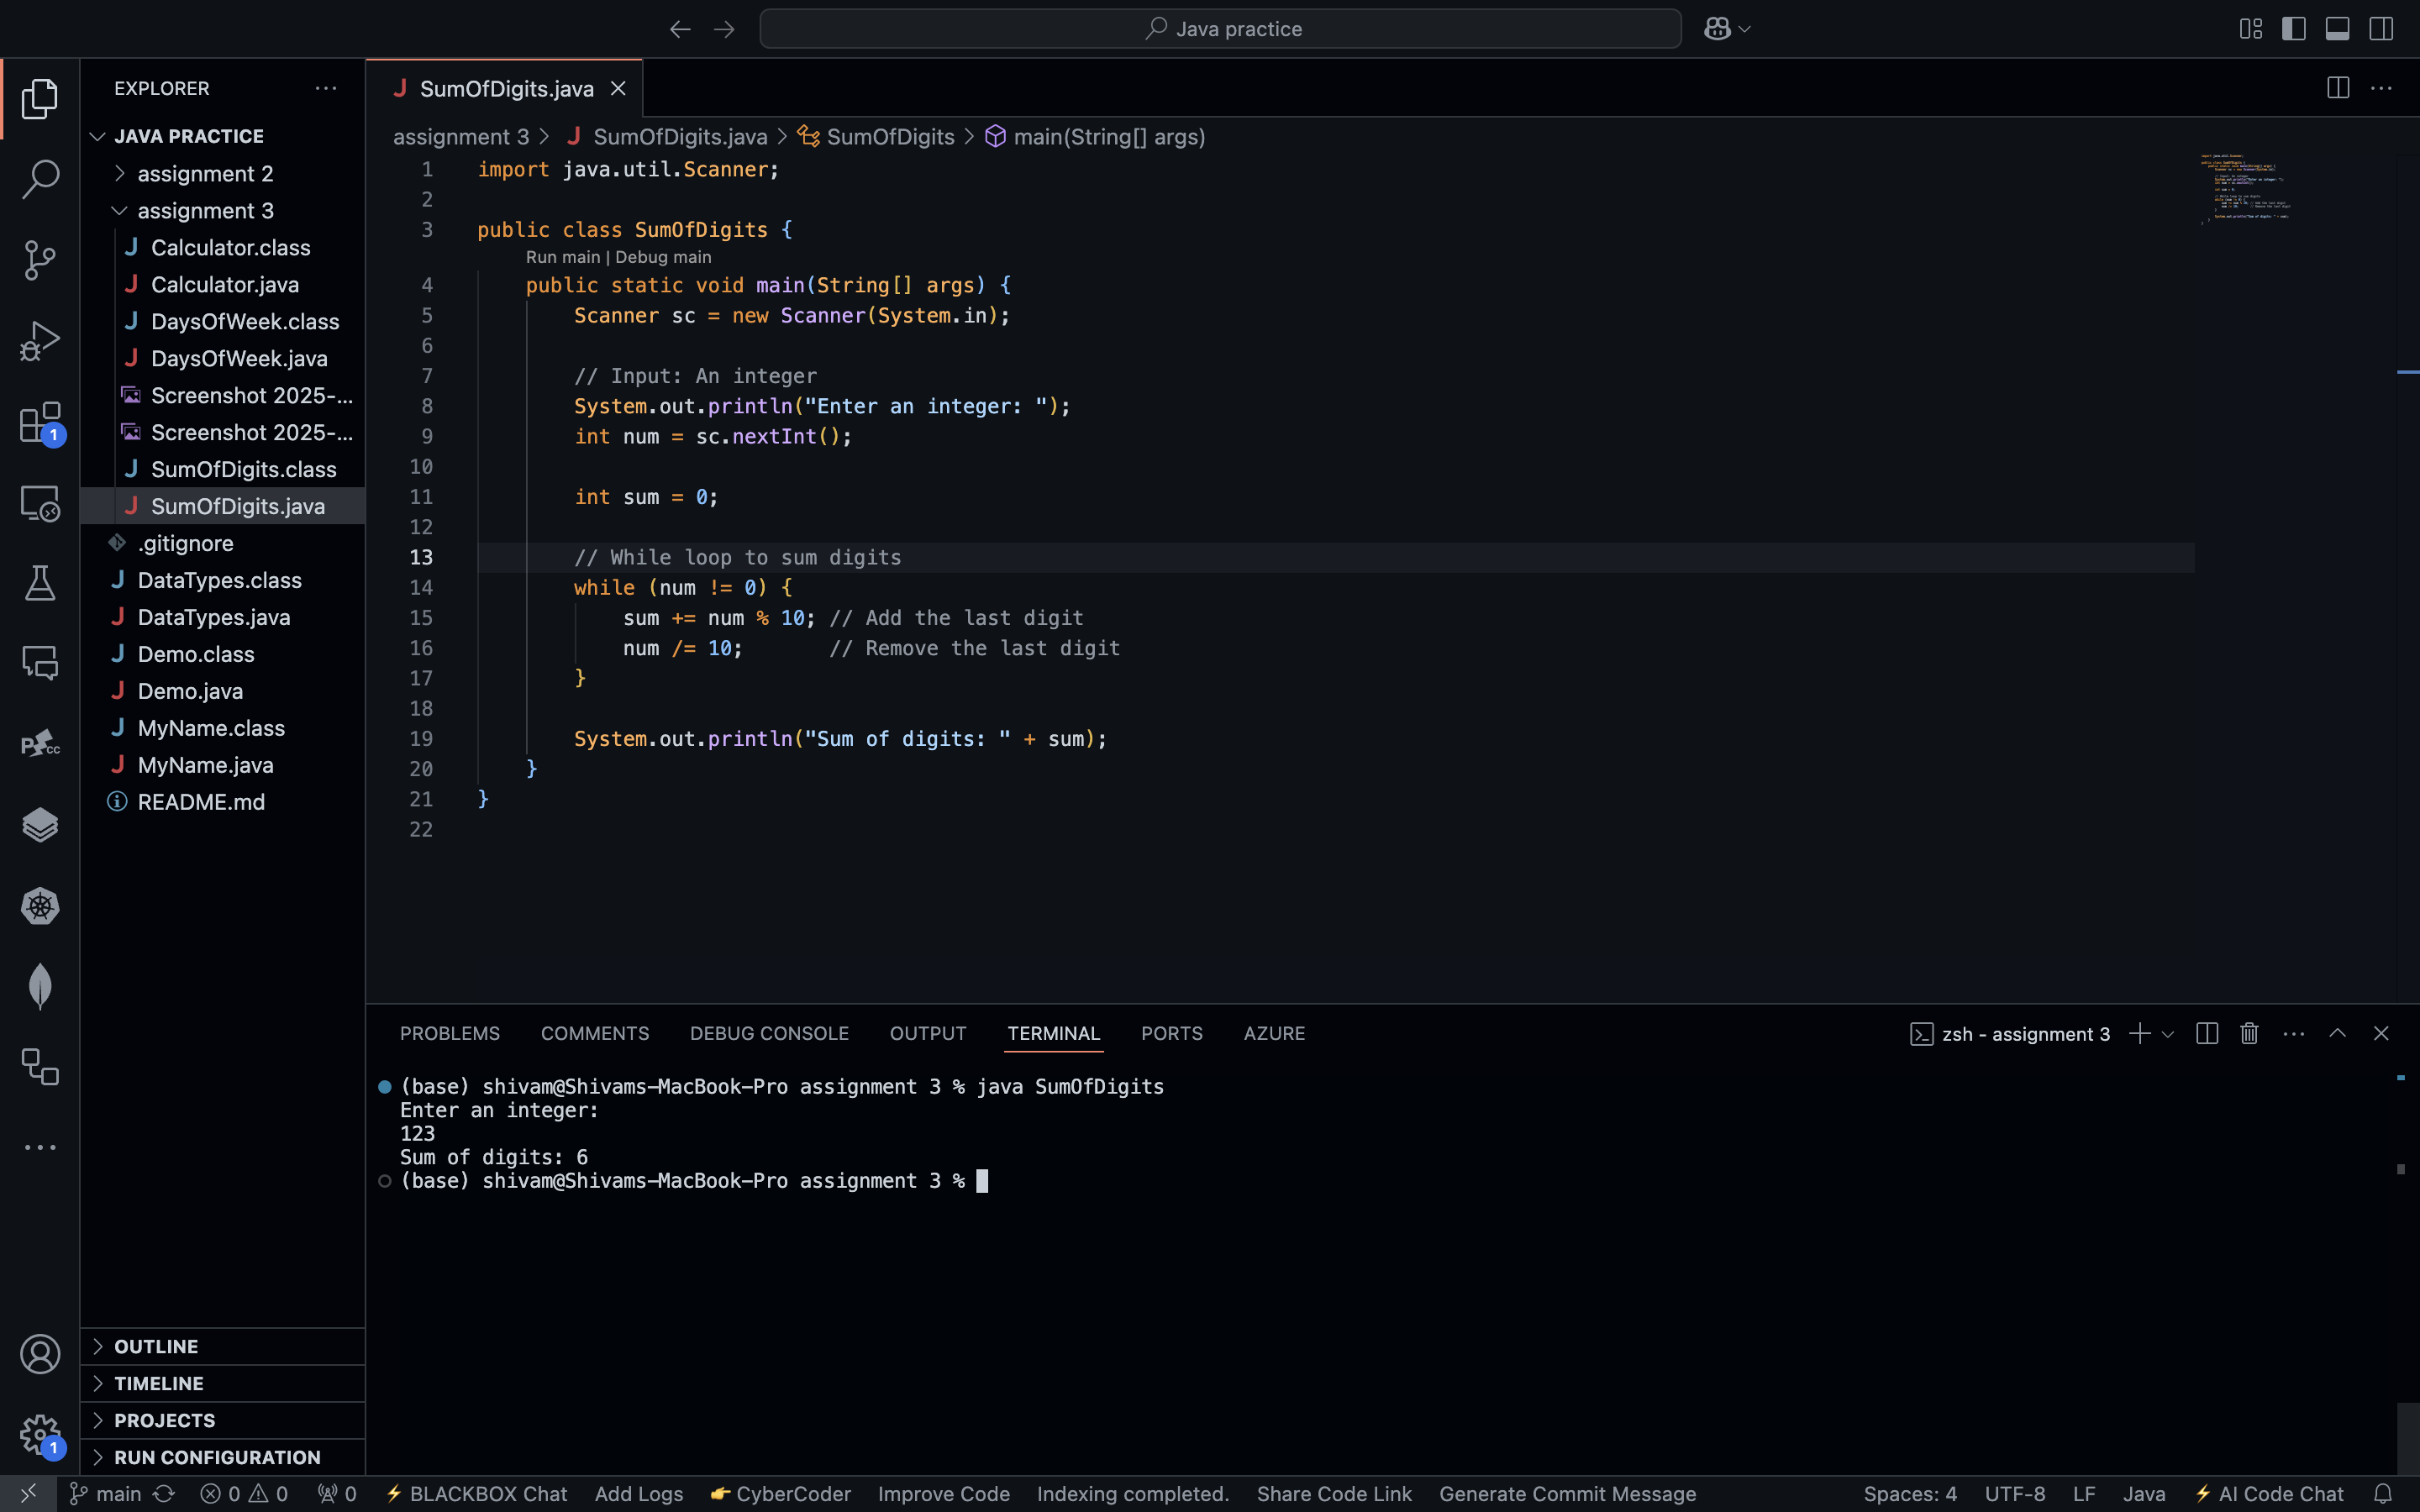 Java practice
EXPLORER
JAVA PRACTICE
assignment 2
assignment 3
Calculator.class
Calculator.java
DaysOfWeek.class
DaysOfWeek.java
Screenshot 2025-...
Screenshot 2025-...
SumOfDigits.class
SumOfDigits.java
.gitignore
DataTypes.class
DataTypes.java
Demo.class
Demo.java
MyName.class
MyName.java
README.md
OUTLINE
TIMELINE
PROJECTS
RUN CONFIGURATION
1
1
SumOfDigits.java
assignment 3 > SumOfDigits.java > SumOfDigits > main(String[] args)
1 import java.util.Scanner;
2
3 public class SumOfDigits {
Run main | Debug main
4 public static void main(String[] args) {
5 Scanner sc = new Scanner(System.in);
6
7 // Input: An integer
8 System.out.println("Enter an integer: ");
9 int num = sc.nextInt();
10
11 int sum = 0;
12
13 // While loop to sum digits
14 while (num != 0) {
15 sum += num % 10; // Add the last digit
16 num /= 10; // Remove the last digit
17 }
18
19 System.out.println("Sum of digits: " + sum);
20 }
21 }
22
PROBLEMS COMMENTS DEBUG CONSOLE OUTPUT TERMINAL PORTS AZURE
zsh - assignment 3
(base) shivam@Shivams-MacBook-Pro assignment 3 % java SumOfDigits
Enter an integer:
123
Sum of digits: 6
(base) shivam@Shivams-MacBook-Pro assignment 3 %
main 0 0 0 BLACKBOX Chat Add Logs CyberCoder Improve Code Indexing completed. Share Code Link Generate Commit Message Spaces: 4 UTF-8 LF Java AI Code Chat